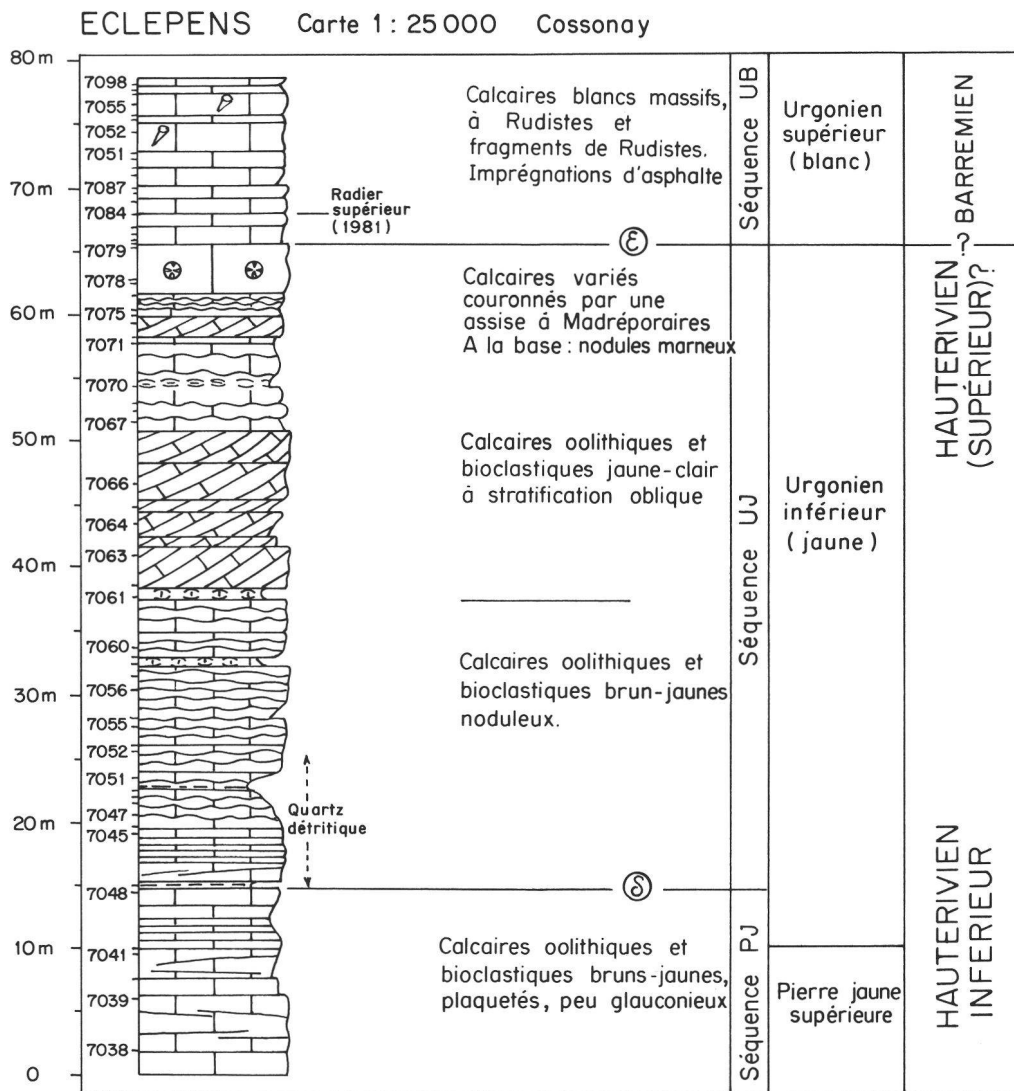 ECLEPENS Carte 1 : 25 000 Cossonay
80 m
70 m
60 m
50 m
40 m
30 m
20 m
10 m
0
7098
7055
7052
7051
7087
7084
7079
7078
7075
7071
7070
7067
7066
7064
7063
7061
7060
7056
7055
7052
7051
7047
7045
7048
7041
7039
7038
Radier
supérieur
(1981)
Quartz
détritique
Calcaires blancs massifs,
à Rudistes et
fragments de Rudistes.
Imprégnations d'asphalte
ε
Calcaires variés
couronnés par une
assise á Madréporaires
A la base : nodules marneux
Calcaires oolithiques et
bioclastiques jaune-clair
à stratification oblique
Calcaires oolithiques et
bioclastiques brun-jaunes
noduleux.
δ
Calcaires oolithiques et
bioclastiques bruns-jaunes,
plaquetés, peu glauconieux
Séquence UB
Séquence UJ
Séquence PJ
Urgonien
supérieur
(blanc)
Urgonien
inférieur
(jaune)
Pierre jaune
supérieure
? BARREMIEN
HAUTERIVIEN
(SUPÉRIEUR)?
HAUTERIVIEN
INFERIEUR